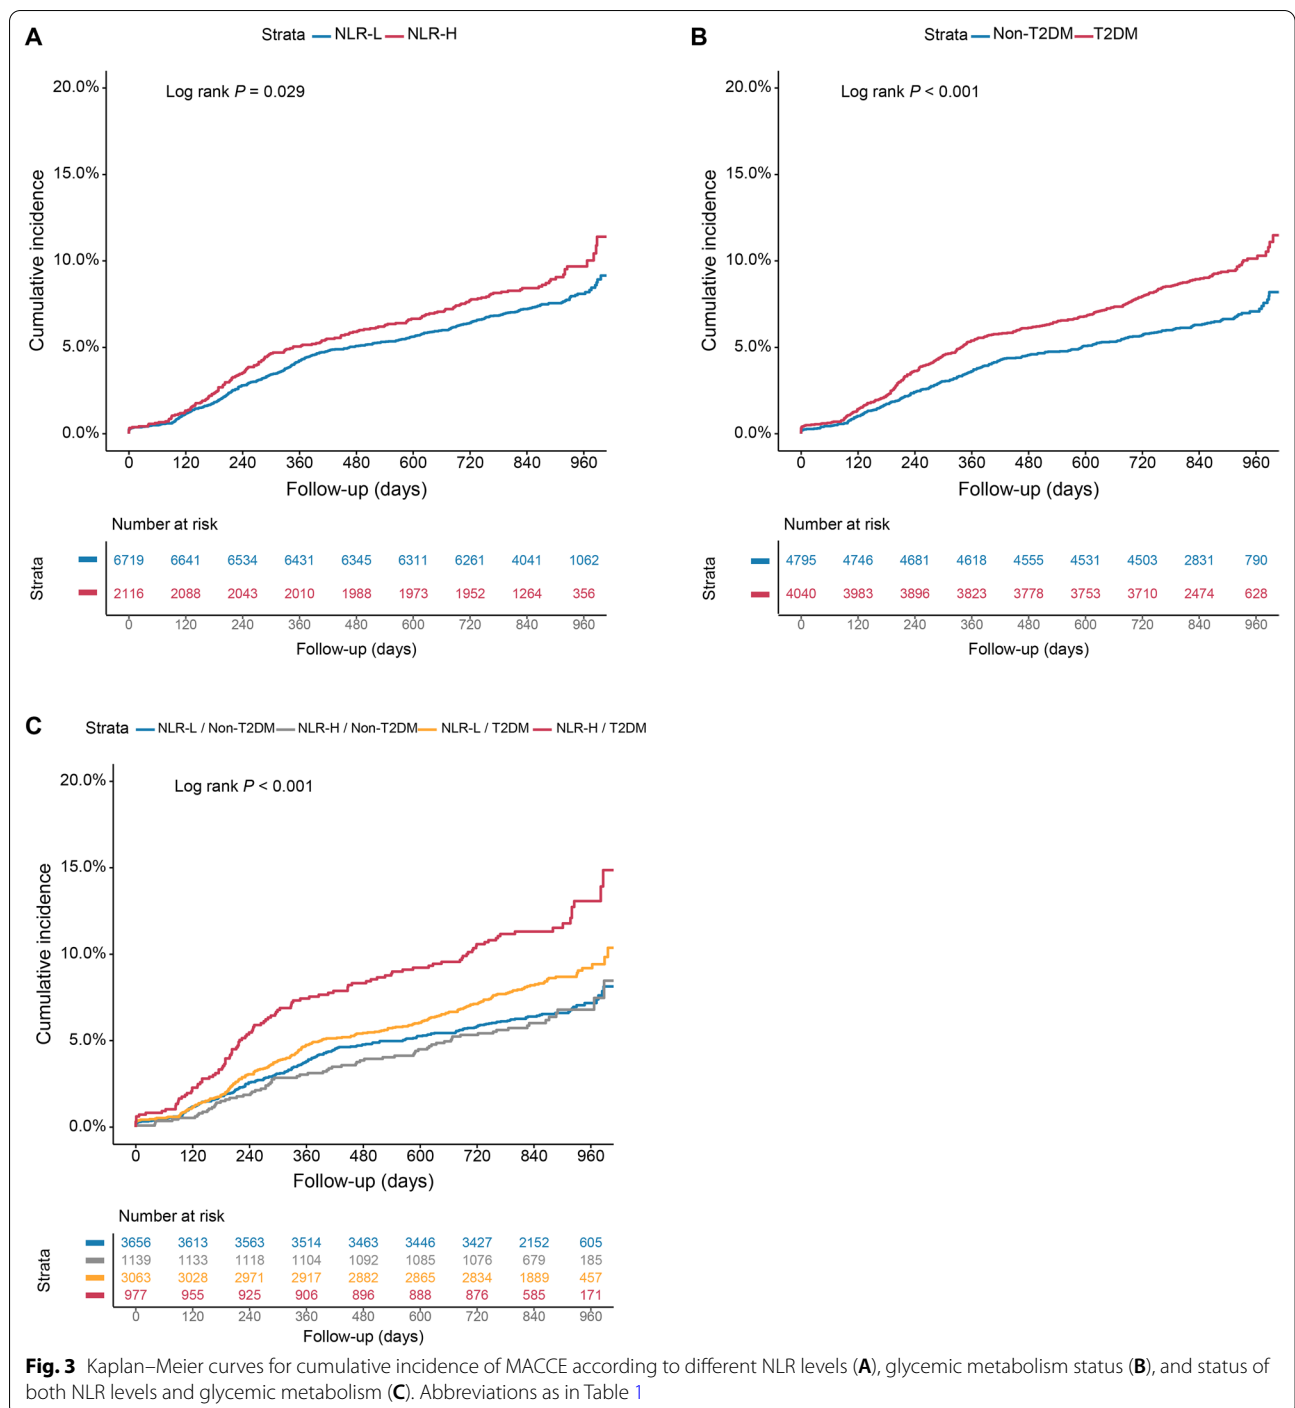 A
Strata NLR-L NLR-H
Log rank P = 0.029
20.0%
15.0%
10.0%
5.0%
0.0%
Cumulative incidence
0 120 240 360 480 600 720 840 960
Follow-up (days)
Number at risk
Strata
6719 6641 6534 6431 6345 6311 6261 4041 1062
2116 2088 2043 2010 1988 1973 1952 1264 356
0 120 240 360 480 600 720 840 960
Follow-up (days)
B
Strata Non-T2DM T2DM
Log rank P < 0.001
20.0%
15.0%
10.0%
5.0%
0.0%
Cumulative incidence
0 120 240 360 480 600 720 840 960
Follow-up (days)
Number at risk
Strata
4795 4746 4681 4618 4555 4531 4503 2831 790
4040 3983 3896 3823 3778 3753 3710 2474 628
0 120 240 360 480 600 720 840 960
Follow-up (days)
C
Strata NLR-L / Non-T2DM NLR-H / Non-T2DM NLR-L / T2DM NLR-H / T2DM
Log rank P < 0.001
20.0%
15.0%
10.0%
5.0%
0.0%
Cumulative incidence
0 120 240 360 480 600 720 840 960
Follow-up (days)
Number at risk
Strata
3656 3613 3563 3514 3463 3446 3427 2152 605
1139 1133 1118 1104 1092 1085 1076 679 185
3063 3028 2971 2917 2882 2865 2834 1889 457
977 955 925 906 896 888 876 585 171
0 120 240 360 480 600 720 840 960
Follow-up (days)
Fig. 3 Kaplan–Meier curves for cumulative incidence of MACCE according to different NLR levels (A), glycemic metabolism status (B), and status of
both NLR levels and glycemic metabolism (C). Abbreviations as in Table 1